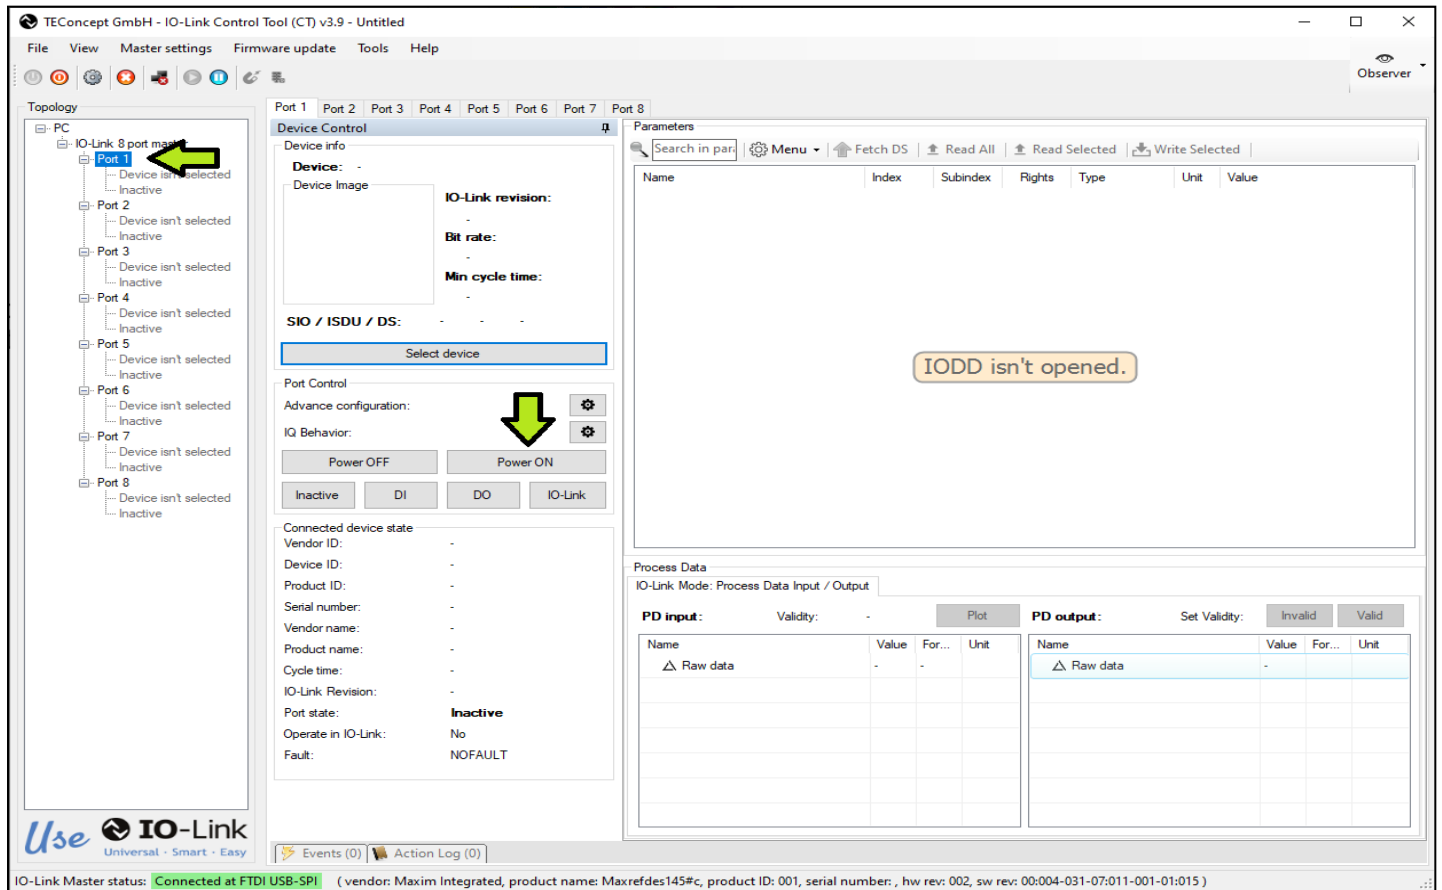 TEConcept GmbH - IO-Link Control Tool (CT) v3.9 - Untitled
File View Master settings Firmware update Tools Help
Observer
Topology
PC
IO-Link 8 port master
Port 1
Device isn't selected
Inactive
Port 2
Device isn't selected
Inactive
Port 3
Device isn't selected
Inactive
Port 4
Device isn't selected
Inactive
Port 5
Device isn't selected
Inactive
Port 6
Device isn't selected
Inactive
Port 7
Device isn't selected
Inactive
Port 8
Device isn't selected
Inactive
Use IO-Link
Universal · Smart · Easy
Port 1 Port 2 Port 3 Port 4 Port 5 Port 6 Port 7 Port 8
Device Control
Device info
Device: -
Device Image
IO-Link revision:
-
Bit rate:
-
Min cycle time:
-
SIO / ISDU / DS: - - -
Select device
Port Control
Advance configuration:
IQ Behavior:
Power OFF Power ON
Inactive DI DO IO-Link
Connected device state
Vendor ID: -
Device ID: -
Product ID: -
Serial number: -
Vendor name: -
Product name: -
Cycle time: -
IO-Link Revision: -
Port state: Inactive
Operate in IO-Link: No
Fault: NOFAULT
Events (0) Action Log (0)
Parameters
Search in par Menu Fetch DS Read All Read Selected Write Selected
Name Index Subindex Rights Type Unit Value
IODD isn't opened.
Process Data
IO-Link Mode: Process Data Input / Output
PD input: Validity: - Plot
Name Value For... Unit
Raw data - -
PD output: Set Validity: Invalid Valid
Name Value For... Unit
Raw data -
IO-Link Master status: Connected at FTDI USB-SPI ( vendor: Maxim Integrated, product name: Maxrefdes145#c, product ID: 001, serial number: , hw rev: 002, sw rev: 00:004-031-07:011-001-01:015 )